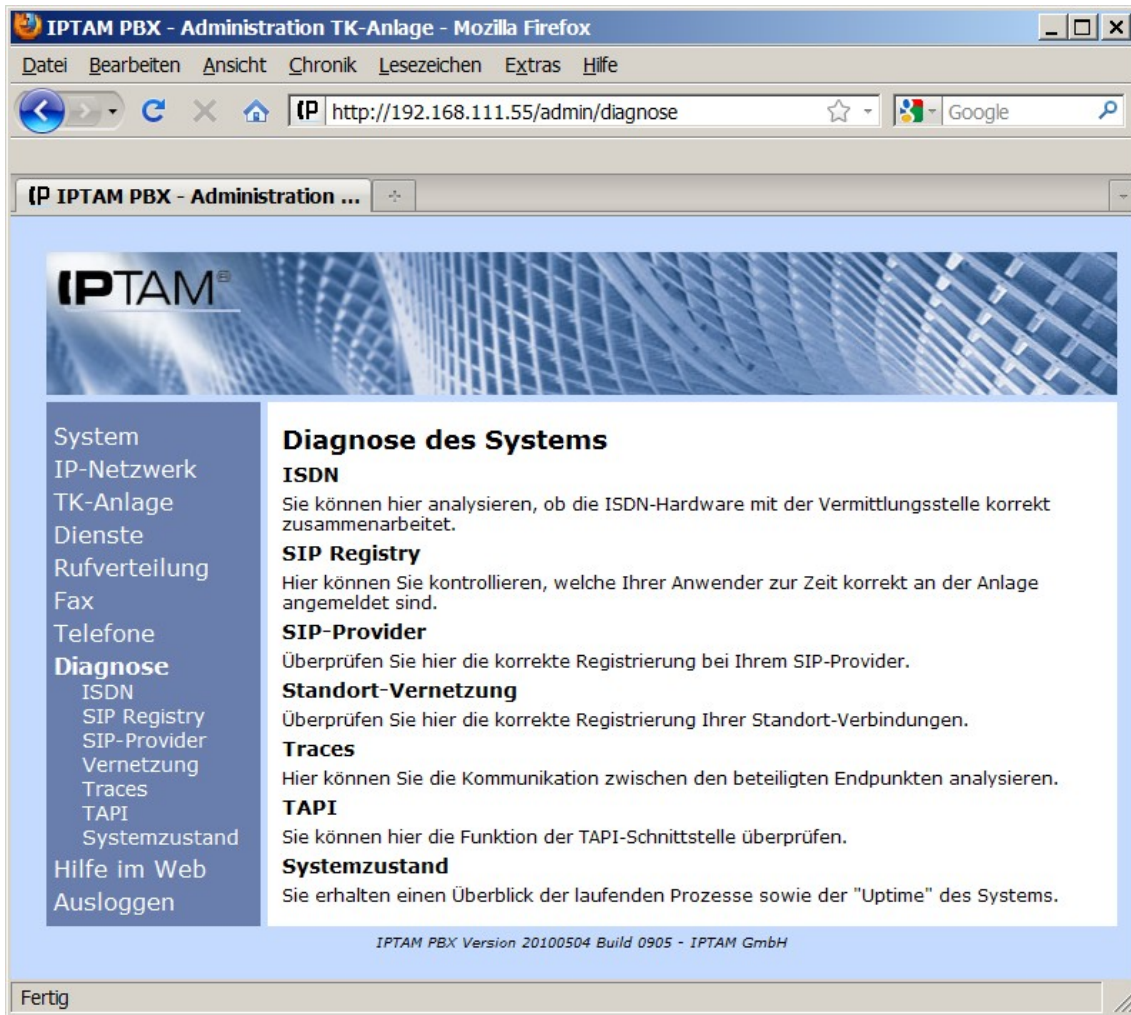 IPTAM PBX - Administration TK-Anlage - Mozilla Firefox
Datei Bearbeiten Ansicht Chronik Lesezeichen Extras Hilfe
(P http://192.168.111.55/admin/diagnose Google
(P IPTAM PBX - Administration ...
IPTAM®
System
IP-Netzwerk
TK-Anlage
Dienste
Rufverteilung
Fax
Telefone
Diagnose
ISDN
SIP Registry
SIP-Provider
Vernetzung
Traces
TAPI
Systemzustand
Hilfe im Web
Ausloggen
Diagnose des Systems
ISDN
Sie können hier analysieren, ob die ISDN-Hardware mit der Vermittlungsstelle korrekt
zusammenarbeitet.
SIP Registry
Hier können Sie kontrollieren, welche Ihrer Anwender zur Zeit korrekt an der Anlage
angemeldet sind.
SIP-Provider
Überprüfen Sie hier die korrekte Registrierung bei Ihrem SIP-Provider.
Standort-Vernetzung
Überprüfen Sie hier die korrekte Registrierung Ihrer Standort-Verbindungen.
Traces
Hier können Sie die Kommunikation zwischen den beteiligten Endpunkten analysieren.
TAPI
Sie können hier die Funktion der TAPI-Schnittstelle überprüfen.
Systemzustand
Sie erhalten einen Überblick der laufenden Prozesse sowie der "Uptime" des Systems.
IPTAM PBX Version 20100504 Build 0905 - IPTAM GmbH
Fertig